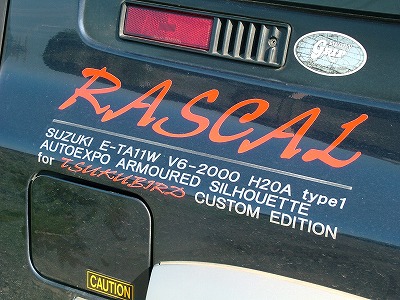 RASCAL
SUZUKI E-TA11W V6-2000 H20A type1
AUTOEXPO ARMOURED SILHOUETTE
for TSUKUBIRD CUSTOM EDITION
CAUTION